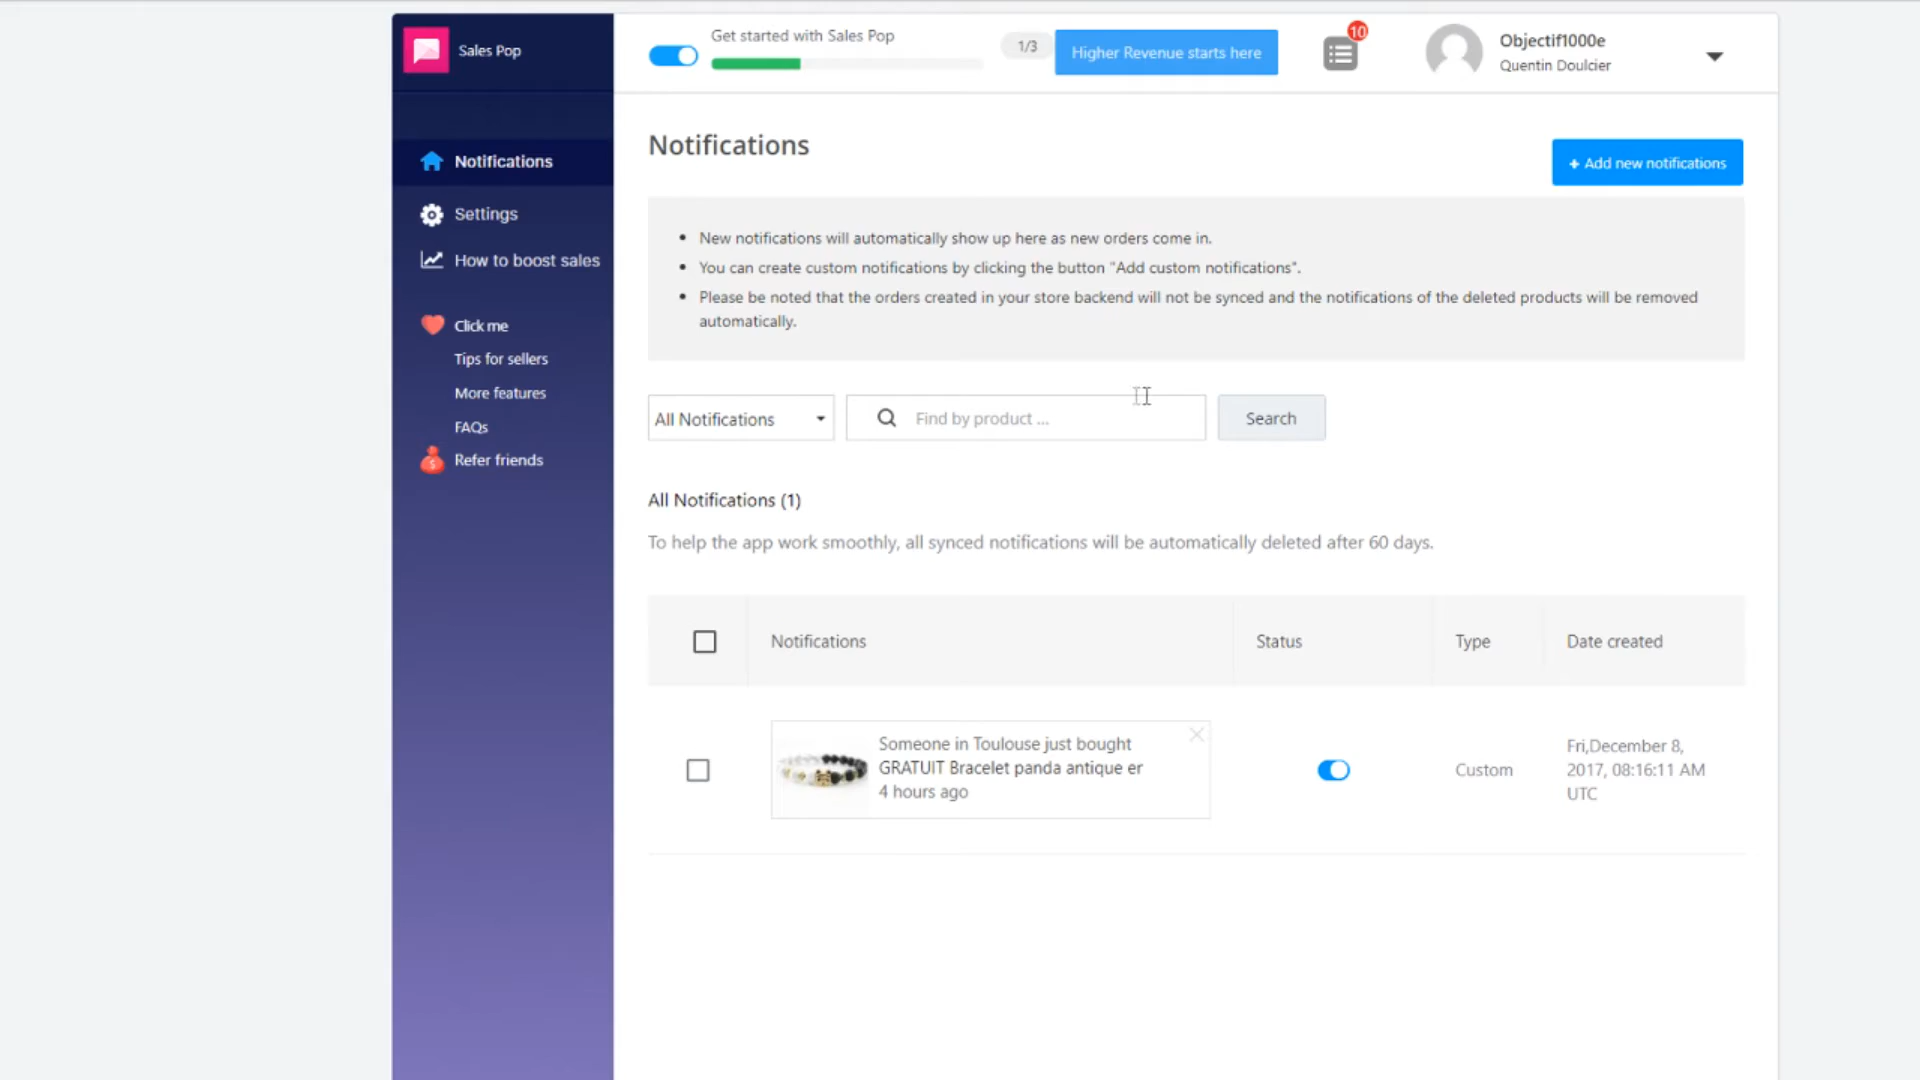 Sales Pop
Get started with Sales Pop
1/3
Higher Revenue starts here
10
Objectif1000e
Quentin Doulcier
Notifications
Settings
How to boost sales
Click me
Tips for sellers
More features
FAQs
Refer friends
Notifications
+ Add new notifications
• New notifications will automatically show up here as new orders come in.
• You can create custom notifications by clicking the button "Add custom notifications".
• Please be noted that the orders created in your store backend will not be synced and the notifications of the deleted products will be removed
automatically.
All Notifications
Find by product ...
Search
All Notifications (1)
To help the app work smoothly, all synced notifications will be automatically deleted after 60 days.
Notifications Status Type Date created
Someone in Toulouse just bought
GRATUIT Bracelet panda antique er
4 hours ago
Custom
Fri,December 8,
2017, 08:16:11 AM
UTC